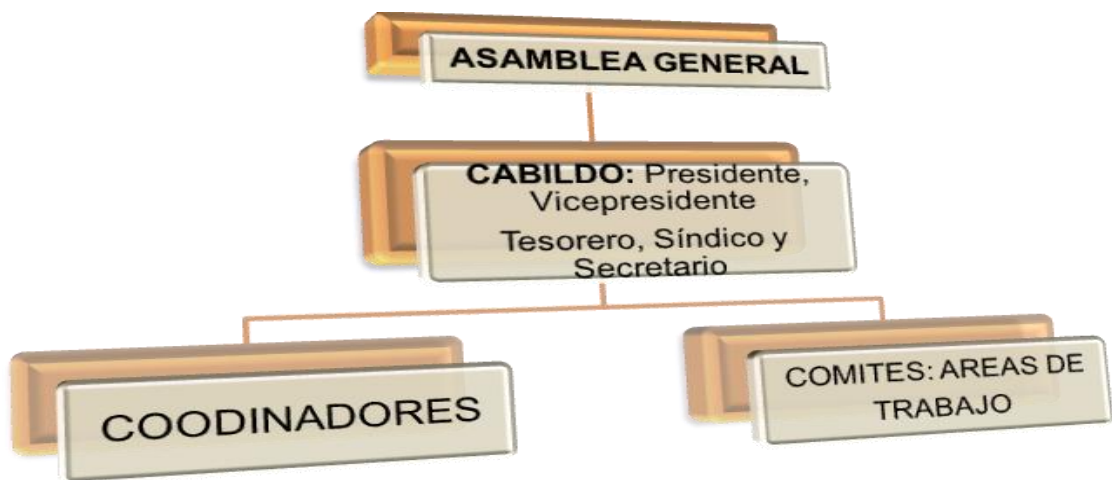 ASAMBLEA GENERAL
CABILDO: Presidente,
Vicepresidente
Tesorero, Síndico y
Secretario
COODINADORES
COMITES: AREAS DE
TRABAJO